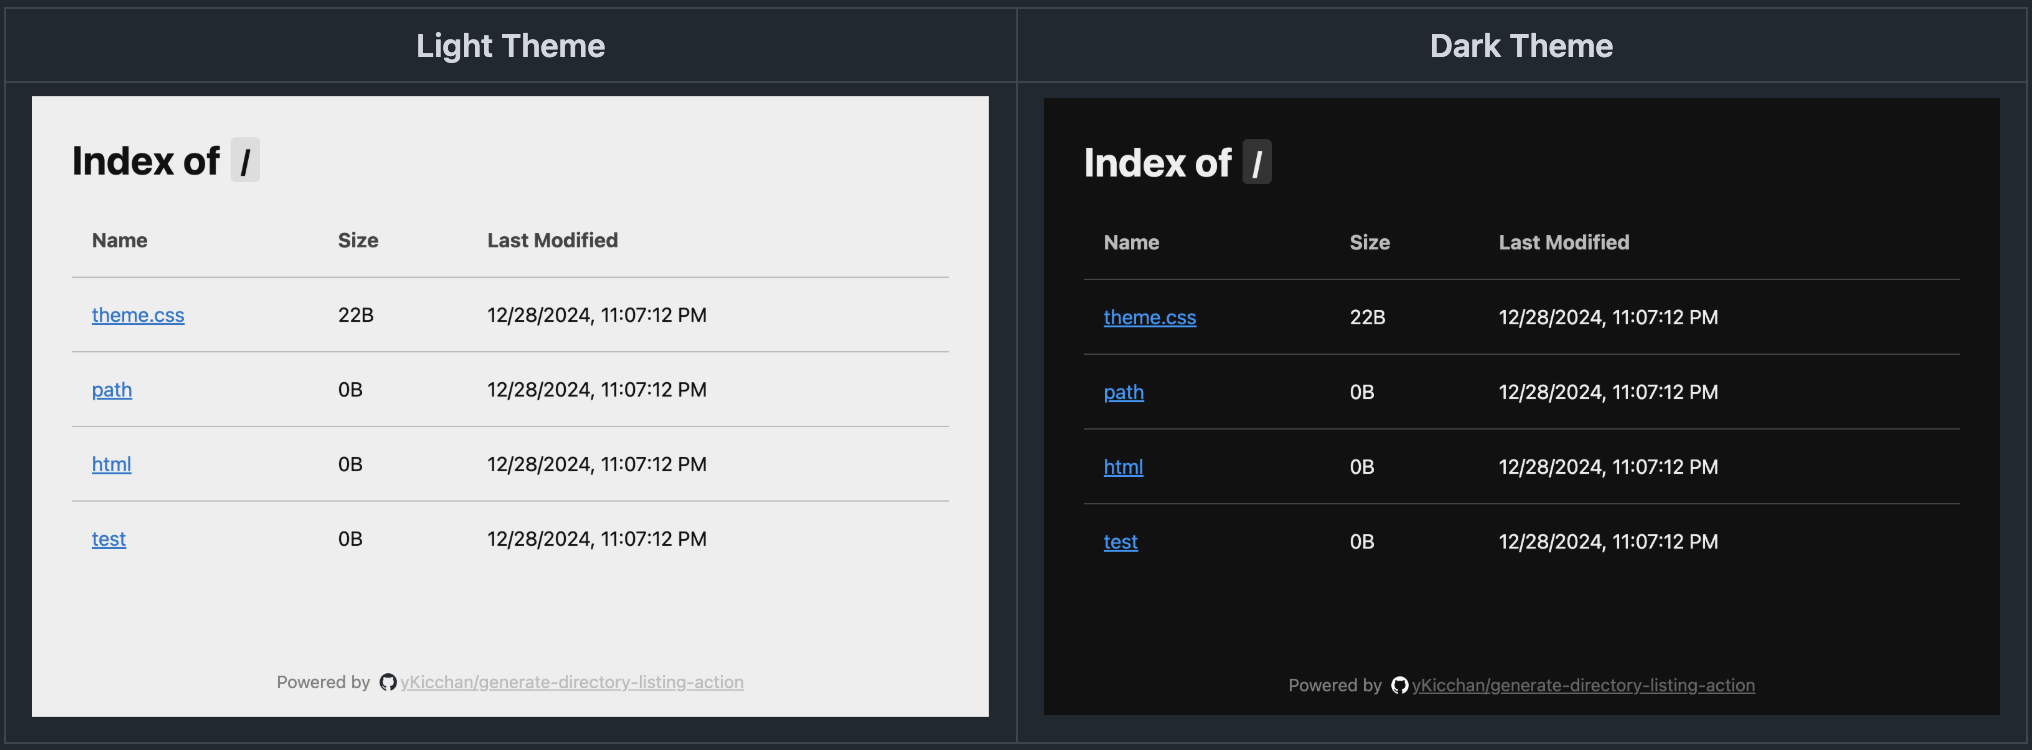 Light Theme
Dark Theme
Index of /
Name Size Last Modified
theme.css 22B 12/28/2024, 11:07:12 PM
path 0B 12/28/2024, 11:07:12 PM
html 0B 12/28/2024, 11:07:12 PM
test 0B 12/28/2024, 11:07:12 PM
Powered by yKicchan/generate-directory-listing-action
Index of /
Name Size Last Modified
theme.css 22B 12/28/2024, 11:07:12 PM
path 0B 12/28/2024, 11:07:12 PM
html 0B 12/28/2024, 11:07:12 PM
test 0B 12/28/2024, 11:07:12 PM
Powered by yKicchan/generate-directory-listing-action